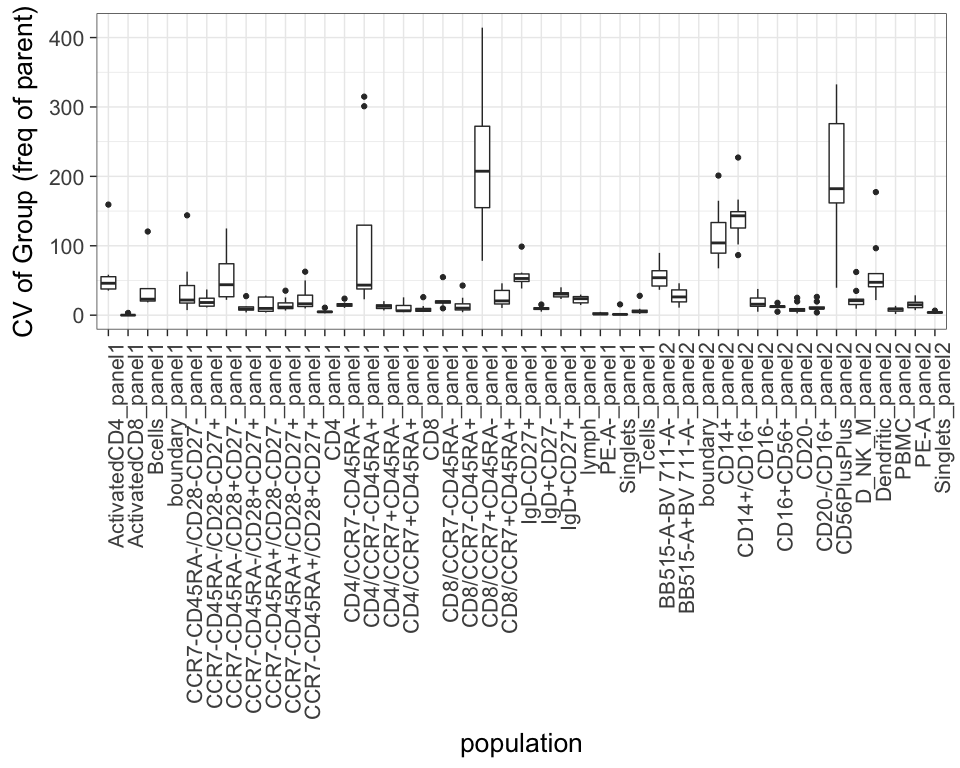 CV of Group (freq of parent)
400
300
200
100
0
ActivatedCD4_panel1
ActivatedCD8_panel1
Bcells_panel1
boundary_panel1
CCR7-CD45RA-/CD28-CD27-_panel1
CCR7-CD45RA-/CD28-CD27+_panel1
CCR7-CD45RA-/CD28+CD27-_panel1
CCR7-CD45RA-/CD28+CD27+_panel1
CCR7-CD45RA+/CD28-CD27-_panel1
CCR7-CD45RA+/CD28-CD27+_panel1
CCR7-CD45RA+/CD28+CD27+_panel1
CD4_panel1
CD4/CCR7-CD45RA-_panel1
CD4/CCR7-CD45RA+_panel1
CD4/CCR7+CD45RA-_panel1
CD4/CCR7+CD45RA+_panel1
CD8_panel1
CD8/CCR7-CD45RA-_panel1
CD8/CCR7-CD45RA+_panel1
CD8/CCR7+CD45RA-_panel1
CD8/CCR7+CD45RA+_panel1
IgD-CD27+_panel1
IgD+CD27-_panel1
IgD+CD27+_panel1
lymph_panel1
PE-A_panel1
Singlets_panel1
Tcells_panel1
BB515-A-BV 711-A-_panel2
BB515-A+BV 711-A-_panel2
boundary_panel2
CD14+_panel2
CD14+/CD16+_panel2
CD16-_panel2
CD16+CD56+_panel2
CD20-_panel2
CD20-/CD16+_panel2
CD56PlusPlus_panel2
D_NK_M_panel2
Dendritic_panel2
PBMC_panel2
PE-A_panel2
Singlets_panel2
population